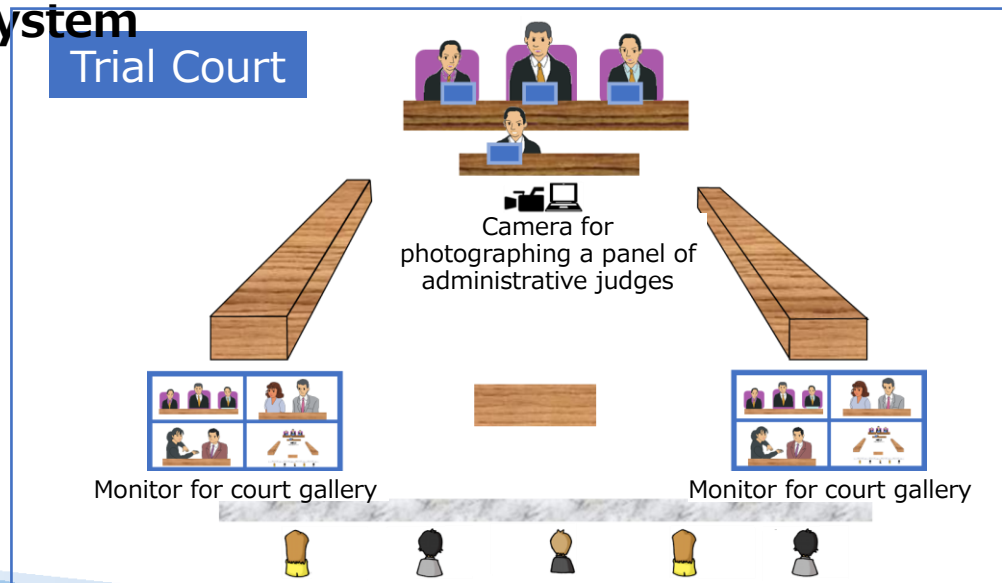 ystem
Trial Court
Camera for
photographing a panel of
administrative judges
Monitor for court gallery
Monitor for court gallery